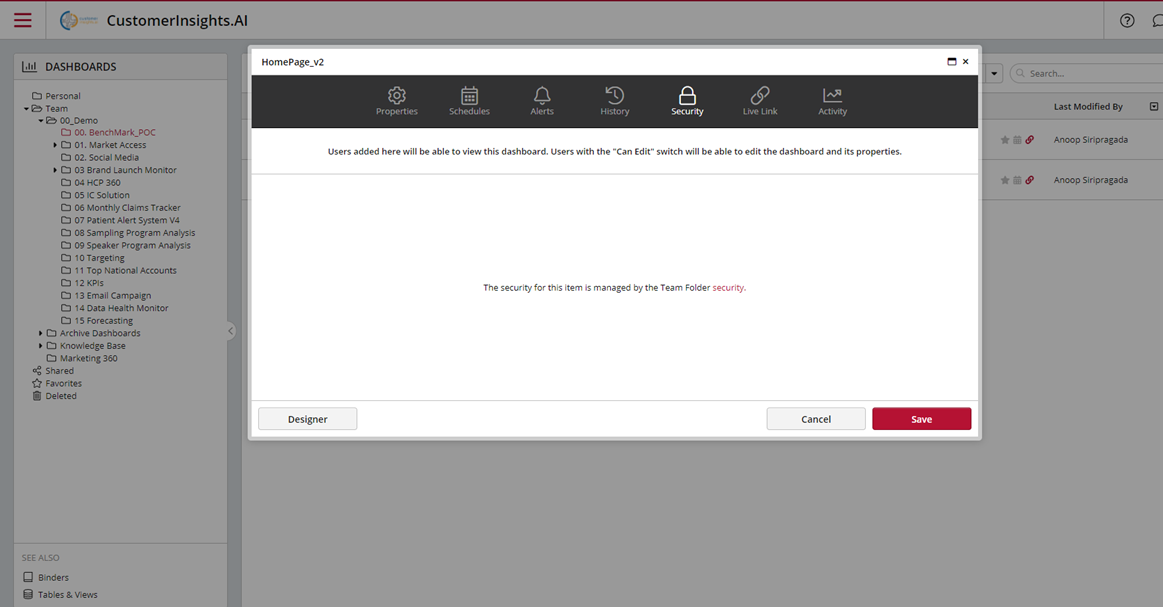 CustomerInsights.AI
DASHBOARDS
Personal
Team
00_Demo
00. BenchMark_POC
01. Market Access
02. Social Media
03 Brand Launch Monitor
04 HCP 360
05 IC Solution
06 Monthly Claims Tracker
07 Patient Alert System V4
08 Sampling Program Analysis
09 Speaker Program Analysis
10 Targeting
11 Top National Accounts
12 KPIs
13 Email Campaign
14 Data Health Monitor
15 Forecasting
Archive Dashboards
Knowledge Base
Marketing 360
Shared
Favorites
Deleted
SEE ALSO
Binders
Tables & Views
HomePage_v2
Properties
Schedules
Alerts
History
Security
Live Link
Activity
Users added here will be able to view this dashboard. Users with the "Can Edit" switch will be able to edit the dashboard and its properties.
The security for this item is managed by the Team Folder security.
Designer
Cancel
Save
Search...
Last Modified By
Anoop Siripragada
Anoop Siripragada